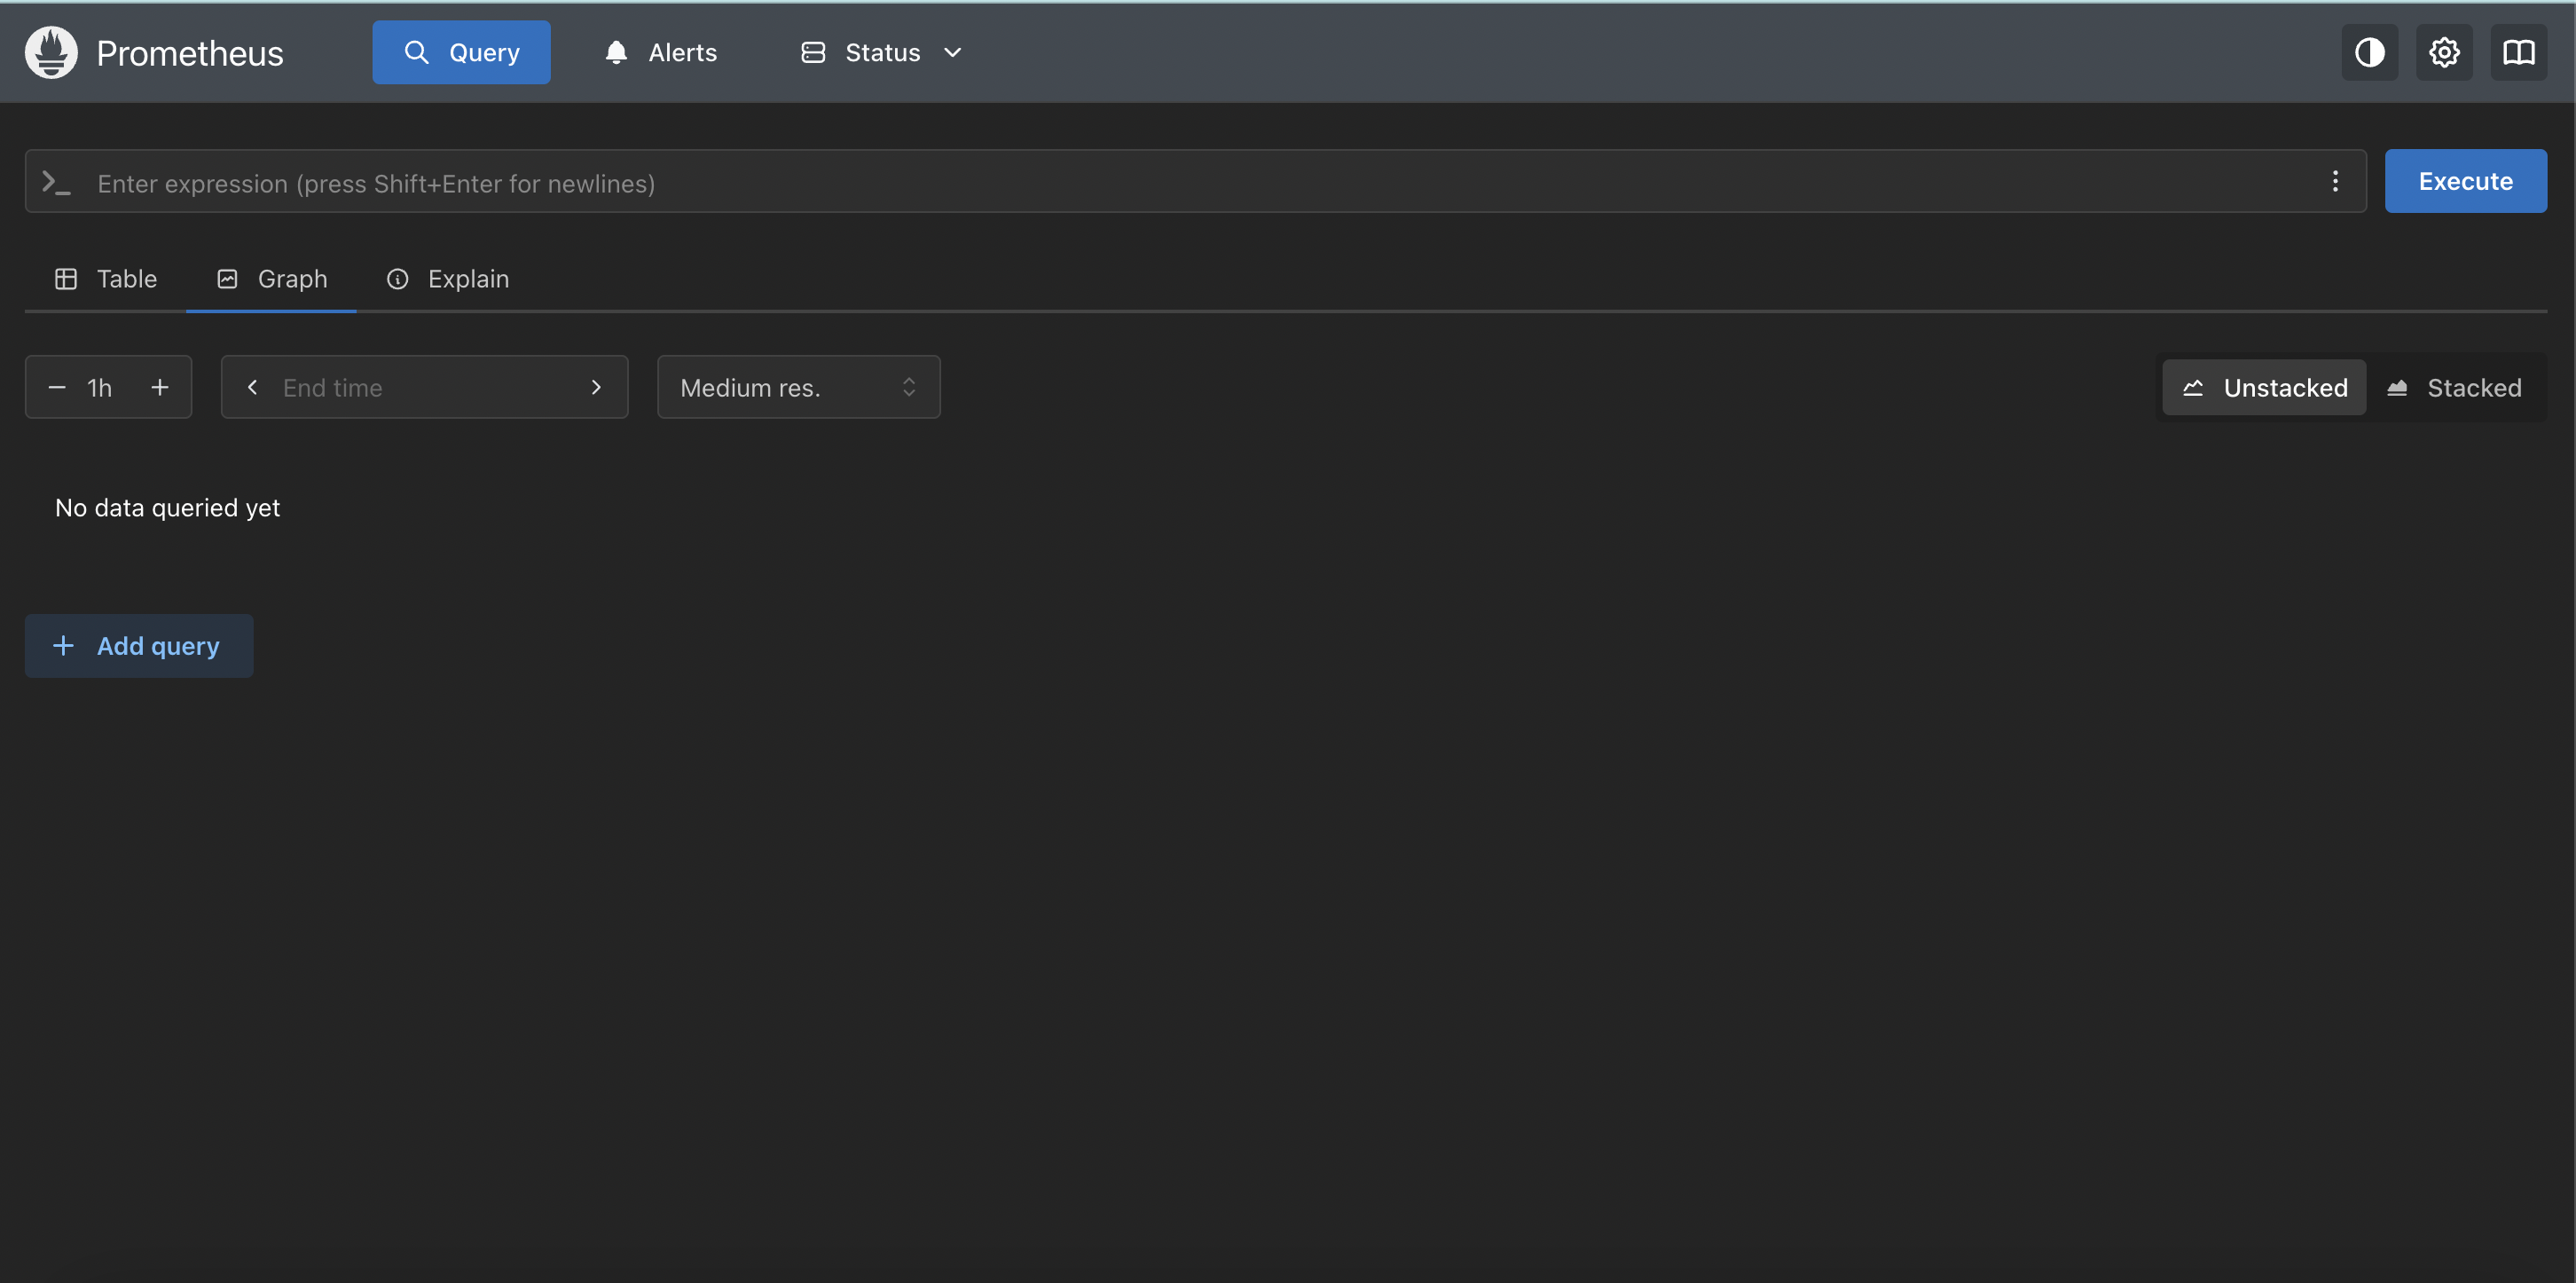 Prometheus
Query
Alerts
Status
Enter expression (press Shift+Enter for newlines)
Execute
Table
Graph
Explain
1h
End time
Medium res.
Unstacked
Stacked
No data queried yet
Add query